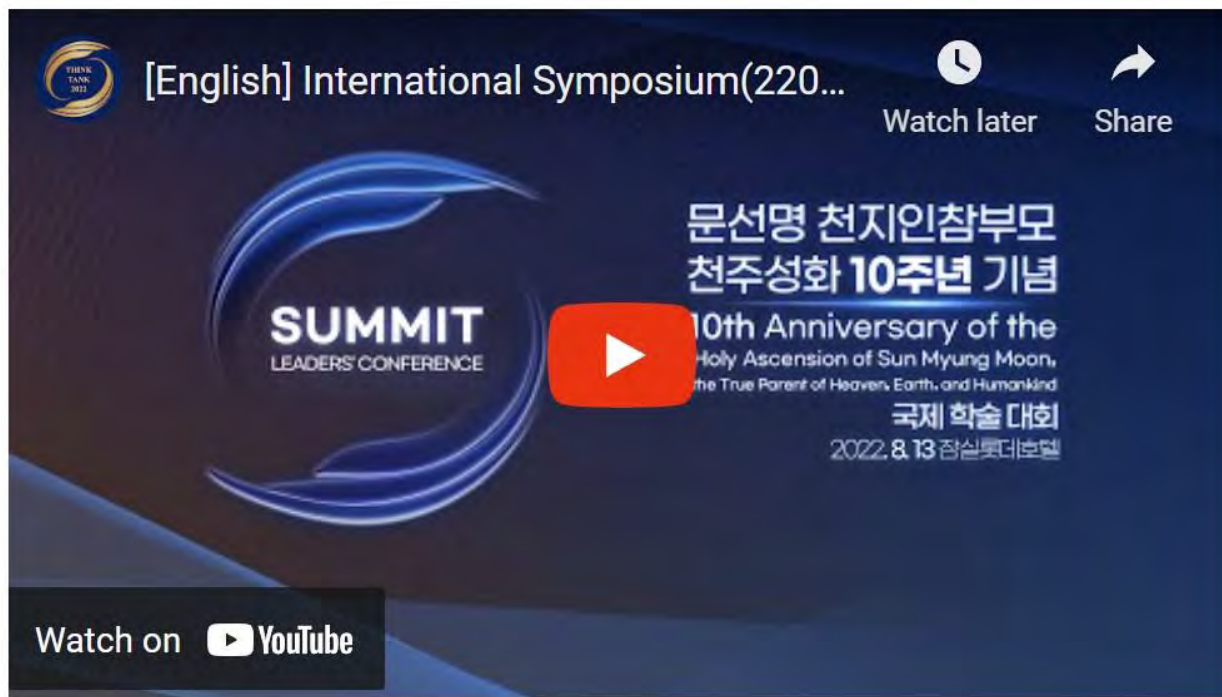 THINK
TANK
2022
[English] International Symposium(220...
Watch later
Share
SUMMIT
LEADERS' CONFERENCE
문선명 천지인참부모
천주성화 10주년 기념
10th Anniversary of the
Holy Ascension of Sun Myung Moon,
the True Parent of Heaven, Earth, and Humankind
국제 학술 대회
2022. 8. 13 잠실롯데호텔
Watch on YouTube